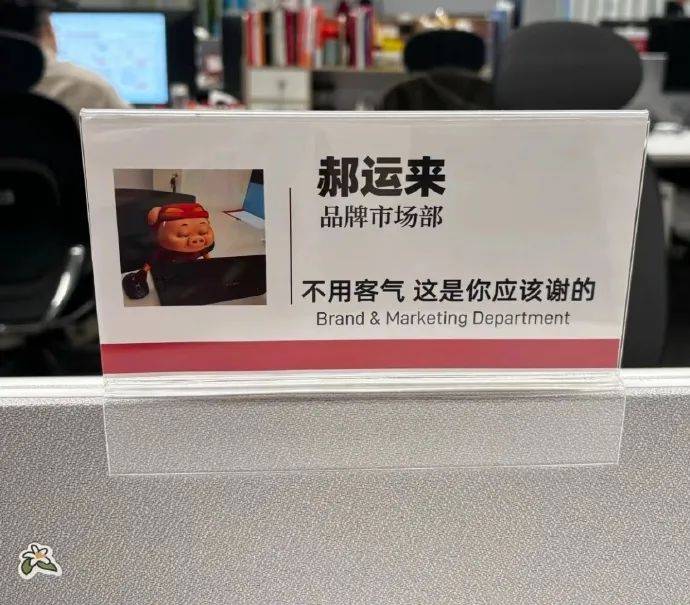 郝运来
品牌市场部
不用客气 这是你应该谢的
Brand & Marketing Department